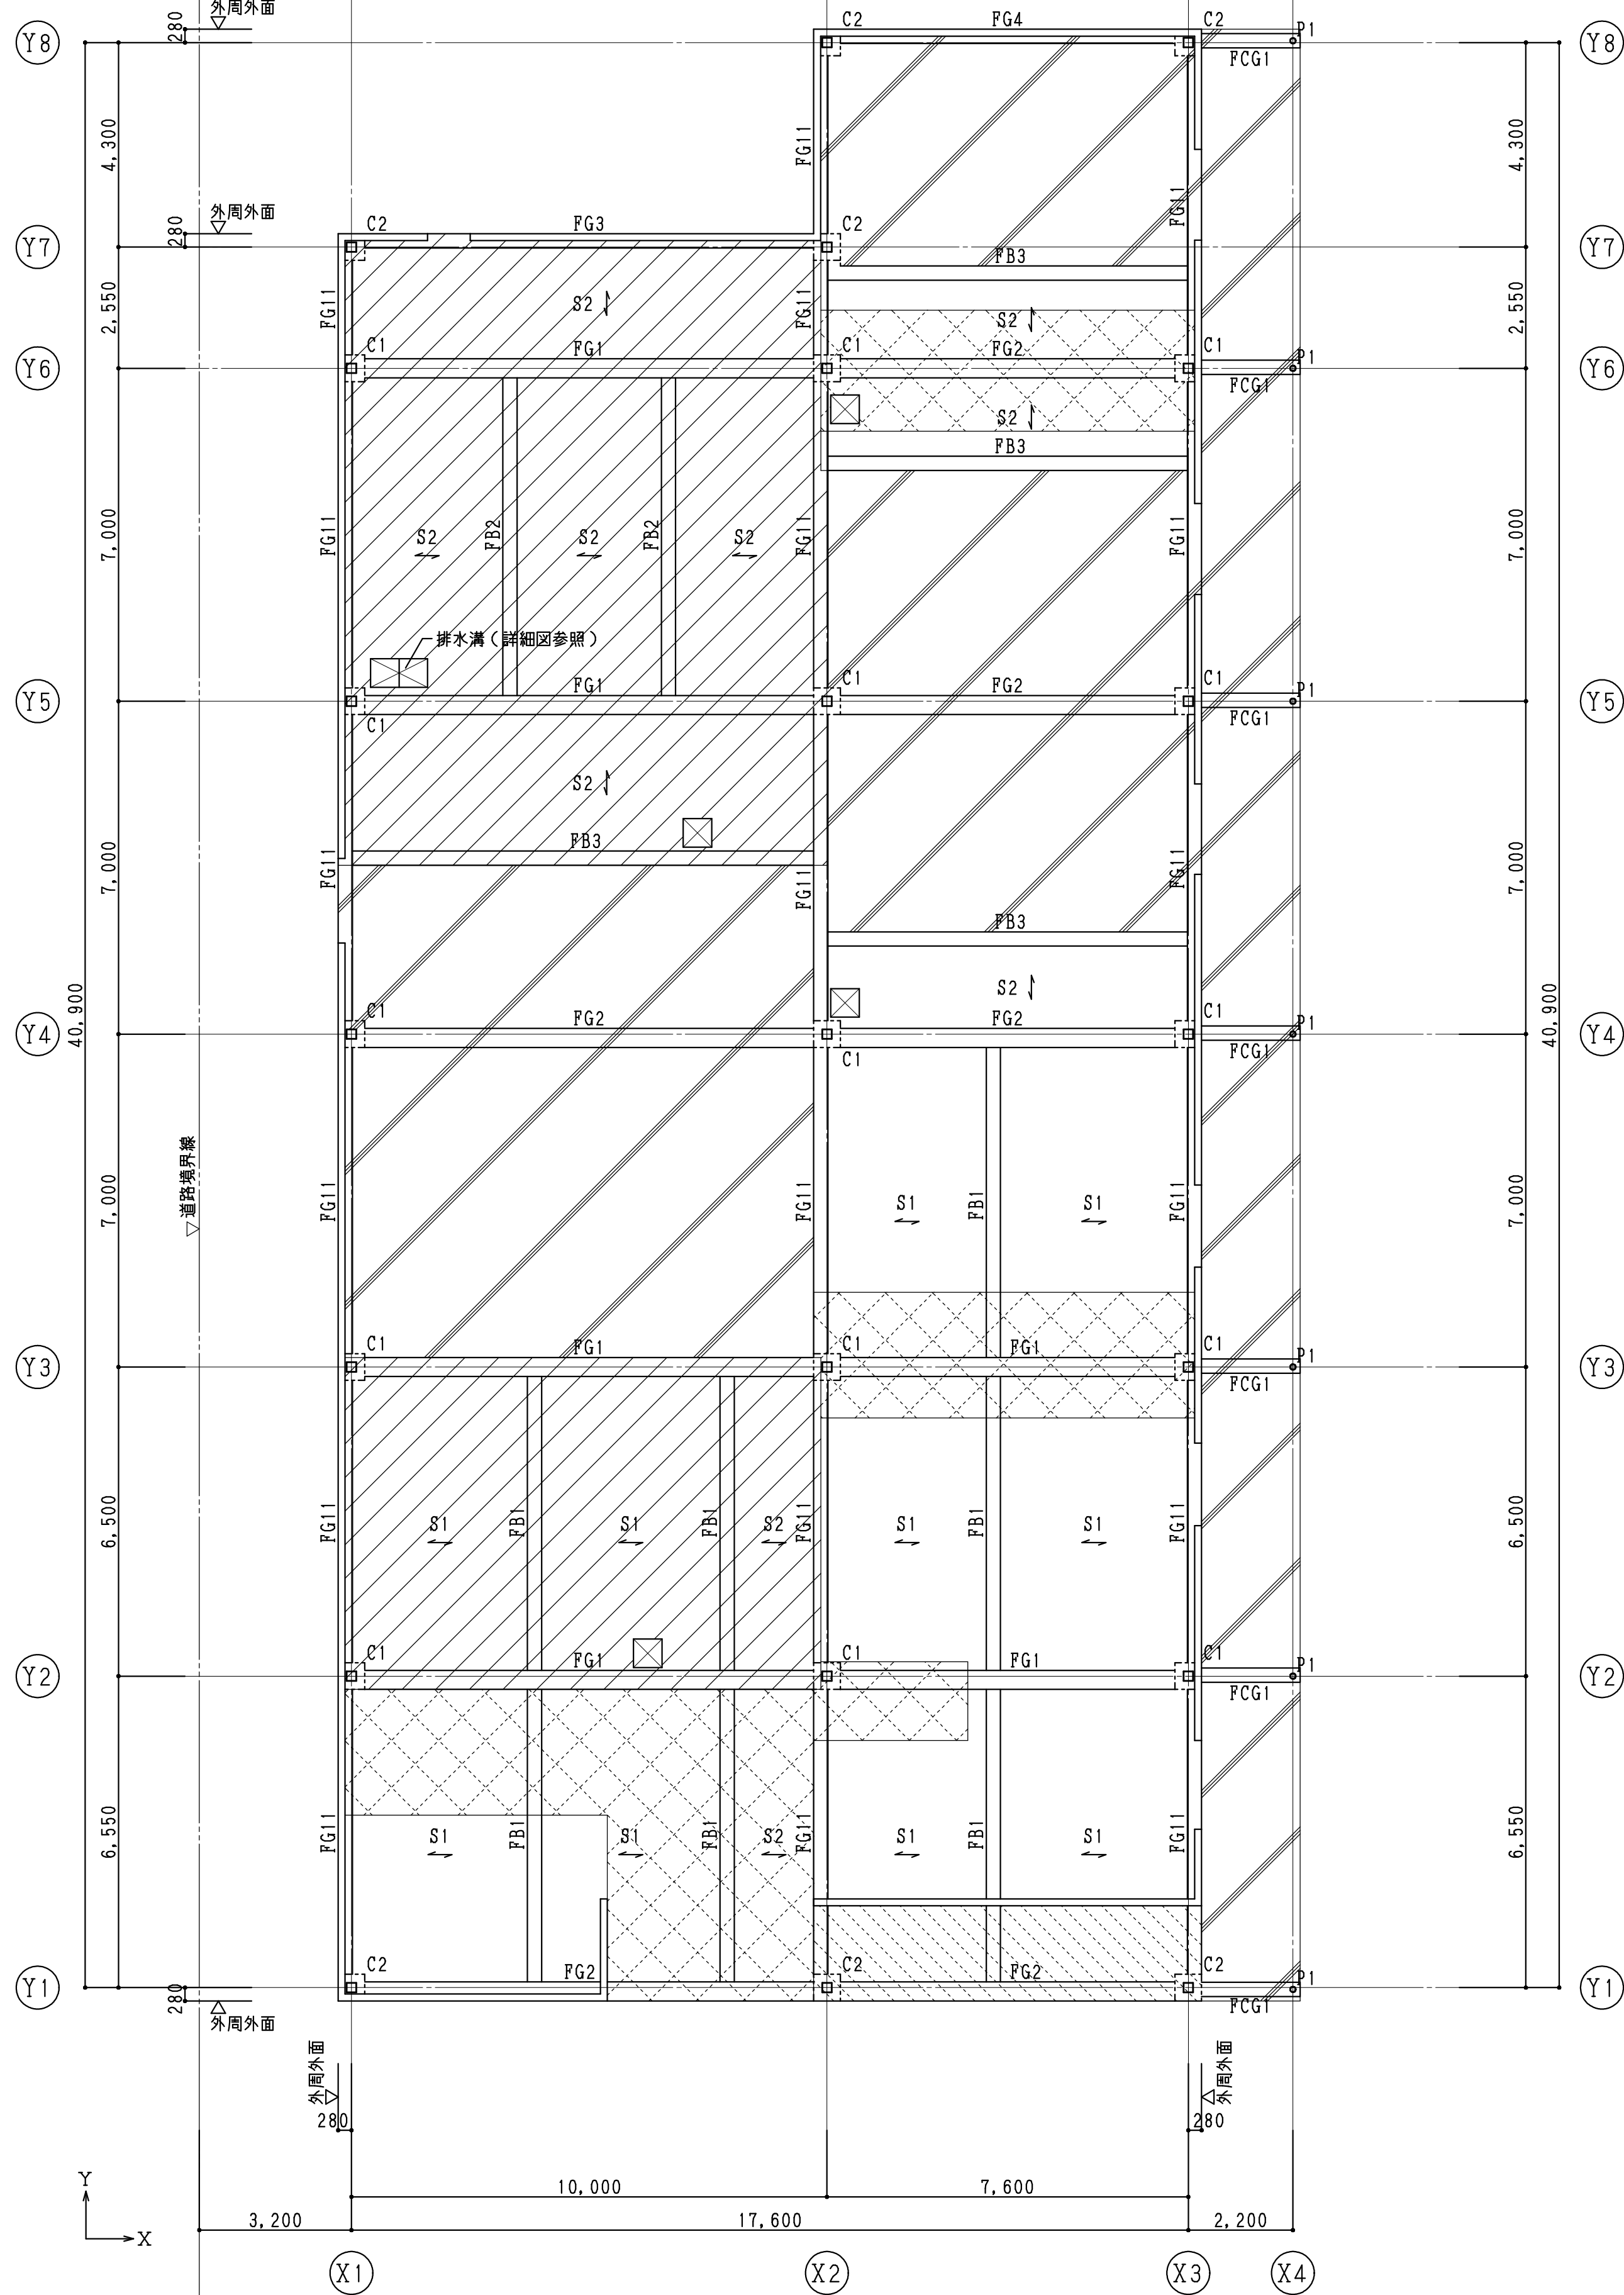 外周外面
280
C2 FG4 C2 P1
Y8 Y8
FCG1
4,300 FG11 4,300
外周外面
FG11
280
C2 FG3 C2
Y7 Y7
FB3
2,550 FG11 S2 FG11 S2 2,550
C1 FG1 C1 FG2 C1 P1
Y6 Y6
FCG1
S2
FB3
7,000 FG11 S2 FB2 S2 FB2 S2 FG11 FG11 7,000
排水溝(詳細図参照)
FG1 C1 FG2 C1 P1
Y5 Y5
C1 FCG1
S2
FB3
7,000 FG11 FG11 FG11 7,000
FB3
S2
40,900 C1 FG2 FG2 C1 P1 40,900
Y4 Y4
C1 FCG1
道路境界線
7,000 FG11 FG11 S1 FB1 S1 FG11 7,000
C1 FG1 C1 FG1 C1 P1
Y3 Y3
FCG1
6,500 FG11 S1 FB1 S1 FB1 S2 FG11 S1 FB1 S1 FG11 6,500
C1 FG1 C1 FG1 C1 P1
Y2 Y2
FCG1
6,550 FG11 S1 FB1 S1 FB1 S2 FG11 S1 FB1 S1 FG11 6,550
C2 FG2 C2 FG2 C2 P1
Y1 Y1
280 FCG1
外周外面
外周外面 外周外面
280 280
10,000 7,600
Y
X
3,200 17,600 2,200
X1 X2 X3 X4